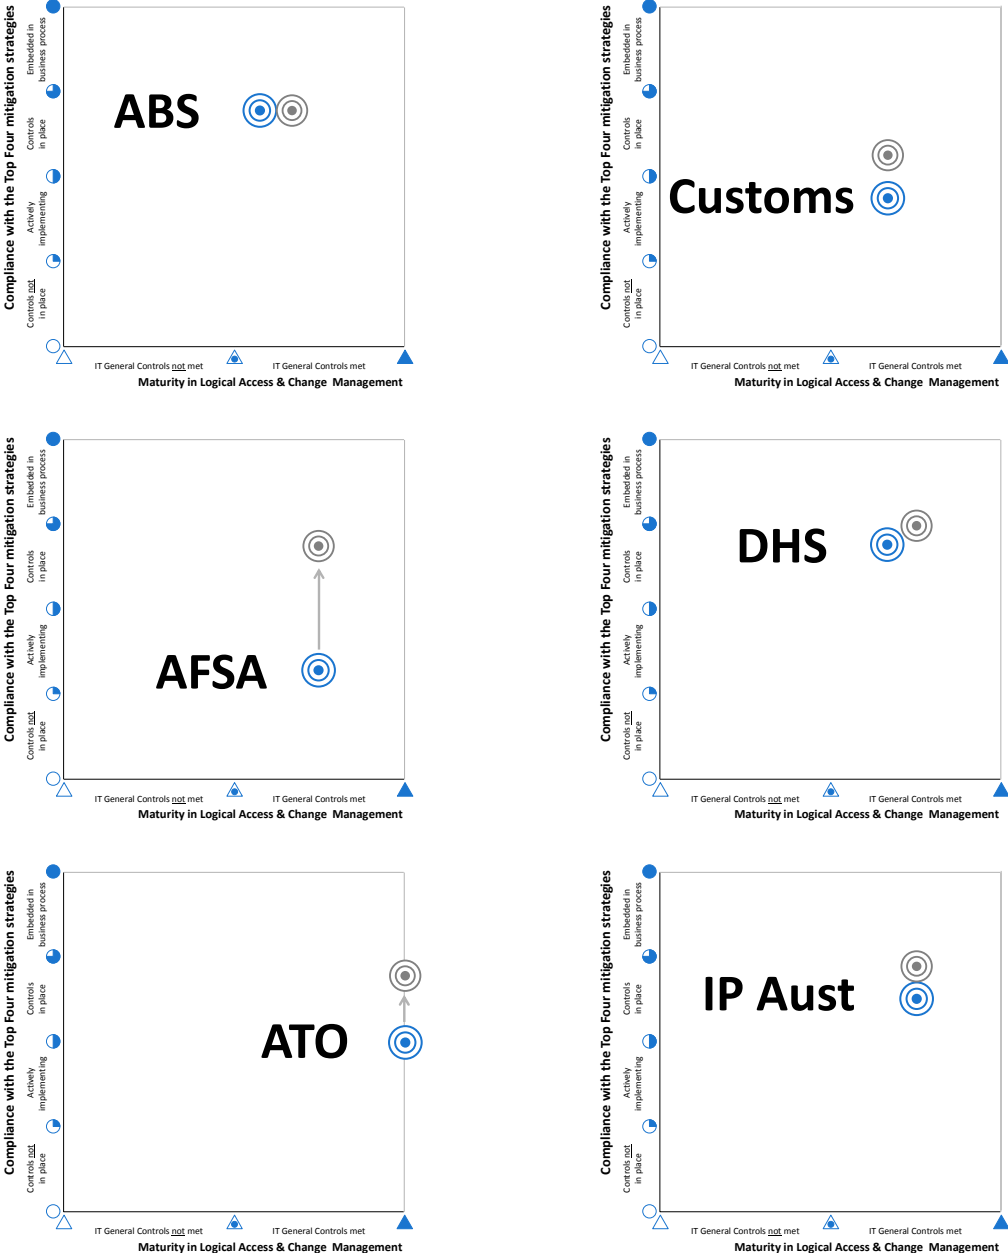 Compliance with the Top Four mitigation strategies
Embedded in
business process
Controls
in place
Actively
implementing
Controls not
in place
ABS
IT General Controls not met
IT General Controls met
Maturity in Logical Access & Change Management
Compliance with the Top Four mitigation strategies
Embedded in
business process
Controls
in place
Actively
implementing
Controls not
in place
Customs
IT General Controls not met
IT General Controls met
Maturity in Logical Access & Change Management
Compliance with the Top Four mitigation strategies
Embedded in
business process
Controls
in place
Actively
implementing
Controls not
in place
AFSA
IT General Controls not met
IT General Controls met
Maturity in Logical Access & Change Management
Compliance with the Top Four mitigation strategies
Embedded in
business process
Controls
in place
Actively
implementing
Controls not
in place
DHS
IT General Controls not met
IT General Controls met
Maturity in Logical Access & Change Management
Compliance with the Top Four mitigation strategies
Embedded in
business process
Controls
in place
Actively
implementing
Controls not
in place
ATO
IT General Controls not met
IT General Controls met
Maturity in Logical Access & Change Management
Compliance with the Top Four mitigation strategies
Embedded in
business process
Controls
in place
Actively
implementing
Controls not
in place
IP Aust
IT General Controls not met
IT General Controls met
Maturity in Logical Access & Change Management